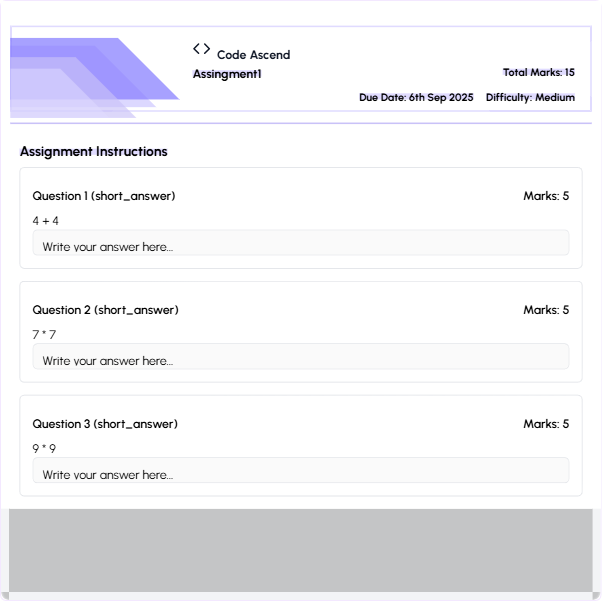 <> Code Ascend
Assingment1
Total Marks: 15
Due Date: 6th Sep 2025 Difficulty: Medium
Assignment Instructions
Question 1 (short_answer) Marks: 5
4 + 4
Write your answer here...
Question 2 (short_answer) Marks: 5
7 * 7
Write your answer here...
Question 3 (short_answer) Marks: 5
9 * 9
Write your answer here...